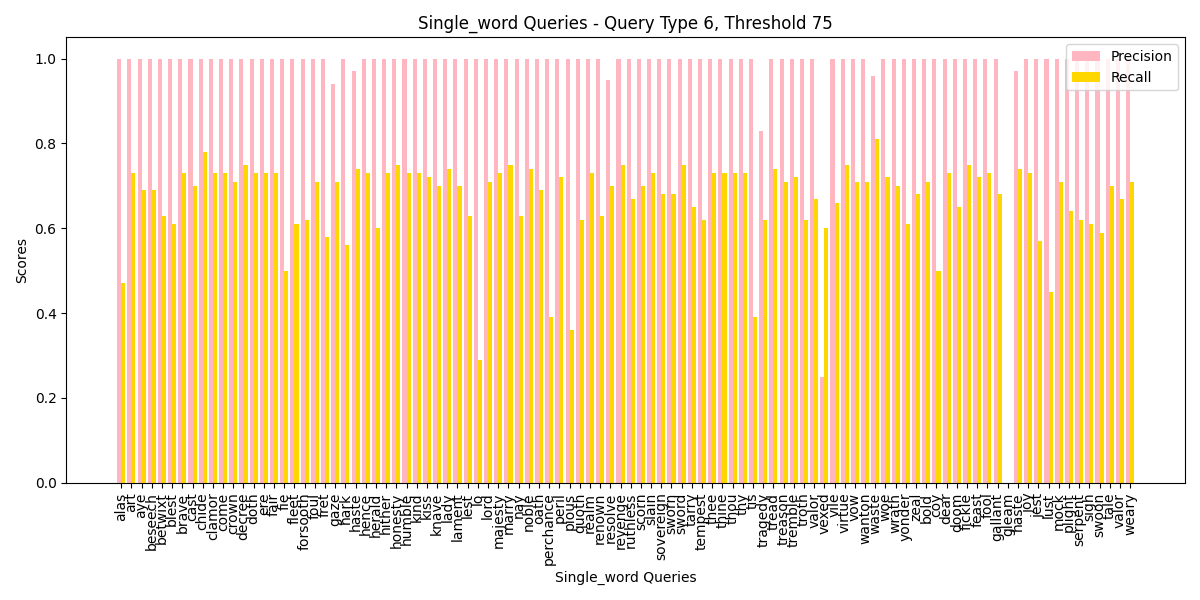 Single_word Queries - Query Type 6, Threshold 75
Precision
Recall
Scores
1.0
0.8
0.6
0.4
0.2
0.0
alas
art
aye
beseech
betwixt
blest
brave
cast
chide
clamor
come
crown
decree
doth
ere
fair
fie
fleet
forsooth
foul
fret
gaze
hark
haste
hence
herald
hither
honesty
humble
kind
kiss
knave
lady
lament
lest
lo
lord
majesty
marry
nay
noble
oath
perchance
peril
pious
quoth
realm
renown
resolve
revenge
ruthless
scorn
slain
sovereign
sworn
sword
tarry
tempest
thee
thine
thou
thy
tis
tragedy
tread
treason
tremble
troth
valor
vexed
vile
virtue
vow
wanton
waste
woe
wrath
yonder
zeal
bold
coy
dear
doom
fickle
feast
fool
gallant
gleam
haste
joy
jest
lust
mock
plight
serpent
sigh
swoon
tale
valor
weary
Single_word Queries